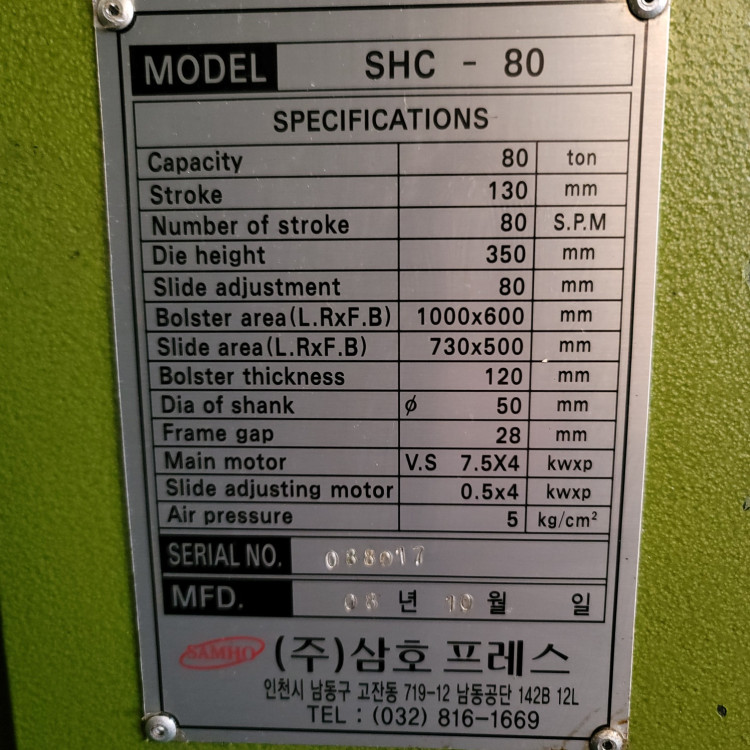 MODEL SHC - 80
SPECIFICATIONS
Capacity 80 ton
Stroke 130 mm
Number of stroke 80 S.P.M
Die height 350 mm
Slide adjustment 80 mm
Bolster area(L.RxF.B) 1000x600 mm
Slide area(L.RxF.B) 730x500 mm
Bolster thickness 120 mm
Dia of shank ϕ 50 mm
Frame gap 28 mm
Main motor V.S 7.5X4 kwxp
Slide adjusting motor 0.5x4 kwxp
Air pressure 5 kg/cm²
SERIAL NO.
MFD. 년 10 월 일
SAMHO (주)삼호프레스
인천시 남동구 고잔동 719-12 남동공단 142B 12L
TEL : (032) 816-1669